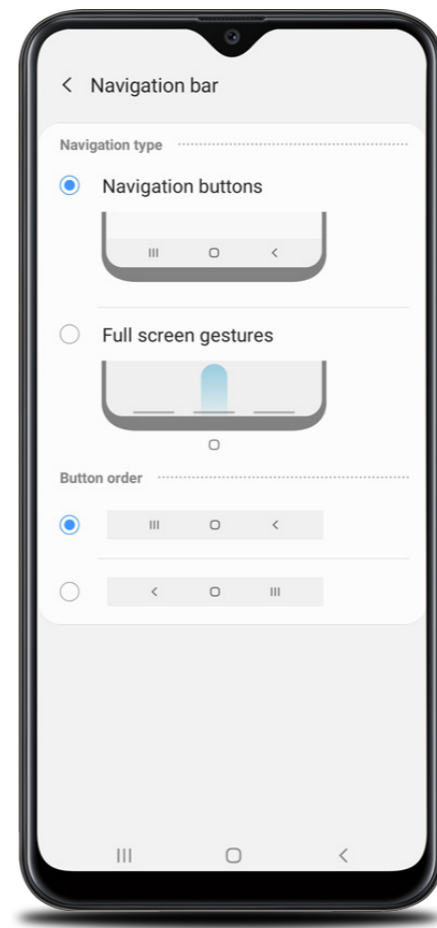 Navigation bar
Navigation type
Navigation buttons
Full screen gestures
Button order